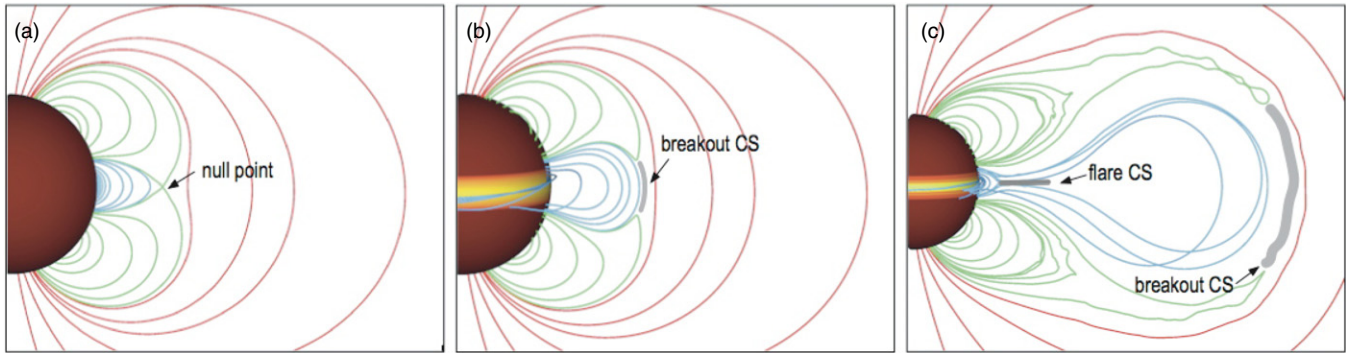 (a)
null point
(b)
breakout CS
(c)
flare CS
breakout CS